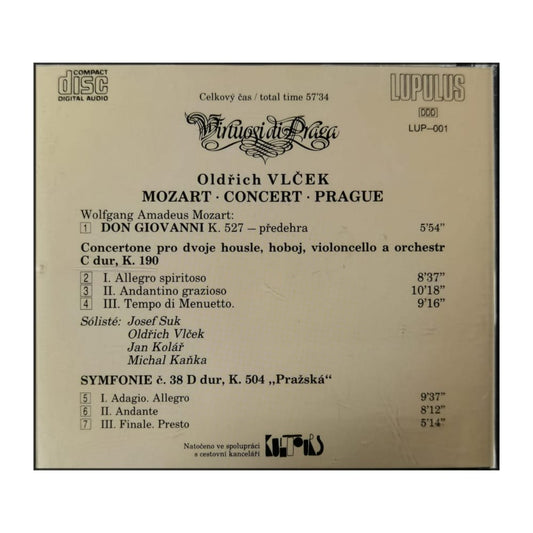 COMPACT
disc
DIGITAL AUDIO
Celkový čas / total time 57'34
LUPULUS
DDD
LUP–001
Virtuosi di Praga
Oldřich VLČEK
MOZART · CONCERT · PRAGUE
Wolfgang Amadeus Mozart:
1 DON GIOVANNI K. 527 – předehra 5'54"
Concertone pro dvoje housle, hoboj, violoncello a orchestr
C dur, K. 190
2 I. Allegro spiritoso 8'37"
3 II. Andantino grazioso 10'18"
4 III. Tempo di Menuetto. 9'16"
Sólisté: Josef Suk
Oldřich Vlček
Jan Kolář
Michal Kaňka
SYMFONIE č. 38 D dur, K. 504 „Pražská"
5 I. Adagio. Allegro 9'37"
6 II. Andante 8'12"
7 III. Finale. Presto 5'14"
Natočeno ve spolupráci
s cestovní kanceláří